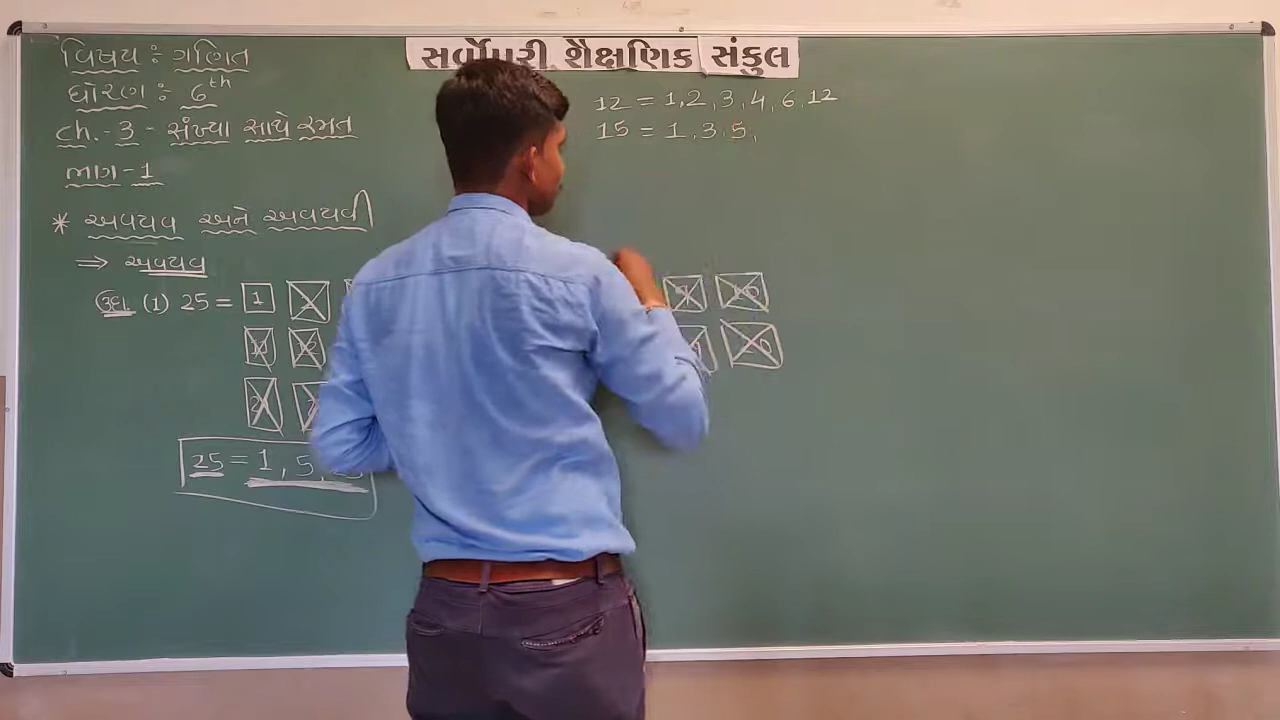 સર્વોપરી શૈક્ષણિક સંકુલ
વિષય : ગણિત
ધોરણ : 6th
ch. - 3 - સંખ્યા સાથે રમત
ભાગ - 1
* અવયવ અને અવયવી
⇒ અવયવ
ઉદા. (1) 25 = 1
25 = 1, 5,
12 = 1, 2, 3, 4, 6, 12
15 = 1, 3, 5,